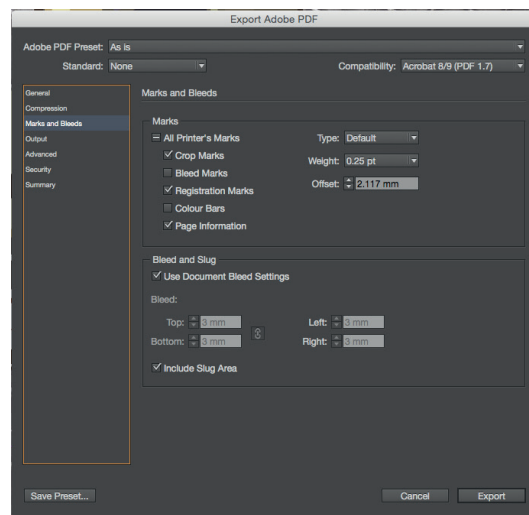 Export Adobe PDF
Adobe PDF Preset: As is
Standard: None Compatibility: Acrobat 8/9 (PDF 1.7)
General
Compression
Marks and Bleeds
Output
Advanced
Security
Summary
Marks and Bleeds
Marks
All Printer's Marks Type: Default
Crop Marks Weight: 0.25 pt
Bleed Marks Offset: 2.117 mm
Registration Marks
Colour Bars
Page Information
Bleed and Slug
Use Document Bleed Settings
Bleed:
Top: 3 mm Left: 3 mm
Bottom: 3 mm Right: 3 mm
Include Slug Area
Save Preset... Cancel Export